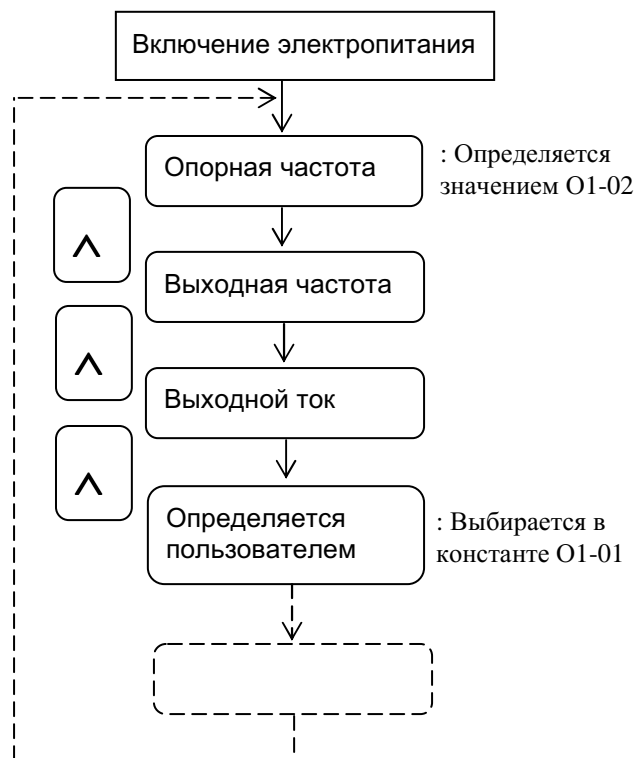 Включение электропитания
Опорная частота
: Определяется
значением O1-02
∧
Выходная частота
∧
Выходной ток
∧
Определяется
пользователем
: Выбирается в
константе O1-01